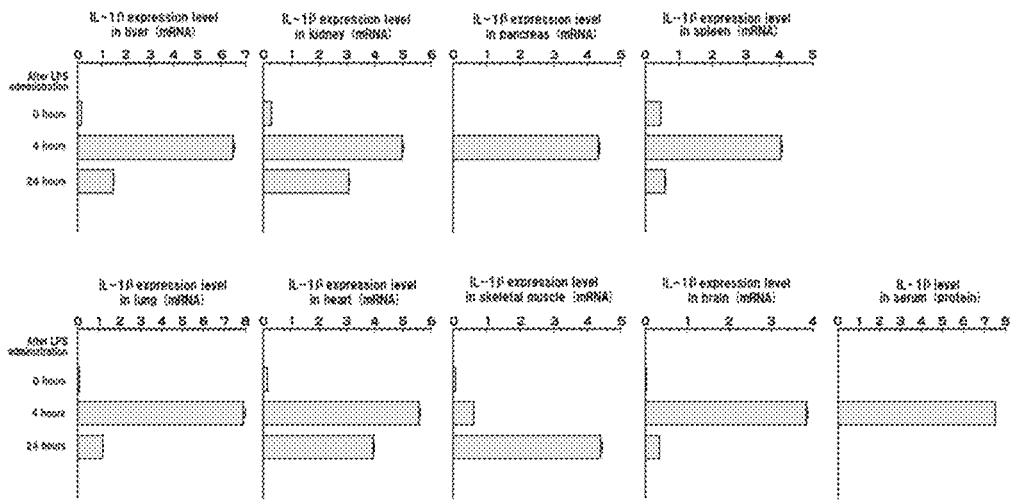 IL-1β expression level
in liver (mRNA)
0 1 2 3 4 5 6 7
IL-1β expression level
in kidney (mRNA)
0 1 2 3 4 5 6
IL-1β expression level
in pancreas (mRNA)
0 1 2 3 4 5
IL-1β expression level
in spleen (mRNA)
0 1 2 3 4 5
After LPS
administration
0 hours
4 hours
24 hours
IL-1β expression level
in lung (mRNA)
0 1 2 3 4 5 6 7 8
IL-1β expression level
in heart (mRNA)
0 1 2 3 4 5 6
IL-1β expression level
in skeletal muscle (mRNA)
0 1 2 3 4 5
IL-1β expression level
in brain (mRNA)
0 1 2 3 4
IL-1β level
in serum (protein)
0 1 2 3 4 5 6 7 8
After LPS
administration
0 hours
4 hours
24 hours